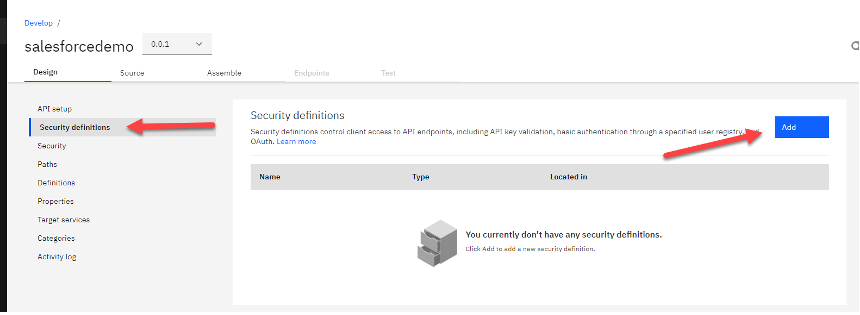 Develop /
salesforcedemo 0.0.1
Design Source Assemble Endpoints Test
API setup
Security definitions
Security
Paths
Definitions
Properties
Target services
Categories
Activity log
Security definitions
Security definitions control client access to API endpoints, including API key validation, basic authentication through a specified user registry,
OAuth. Learn more
Add
Name Type Located in
You currently don't have any security definitions.
Click Add to add a new security definition.